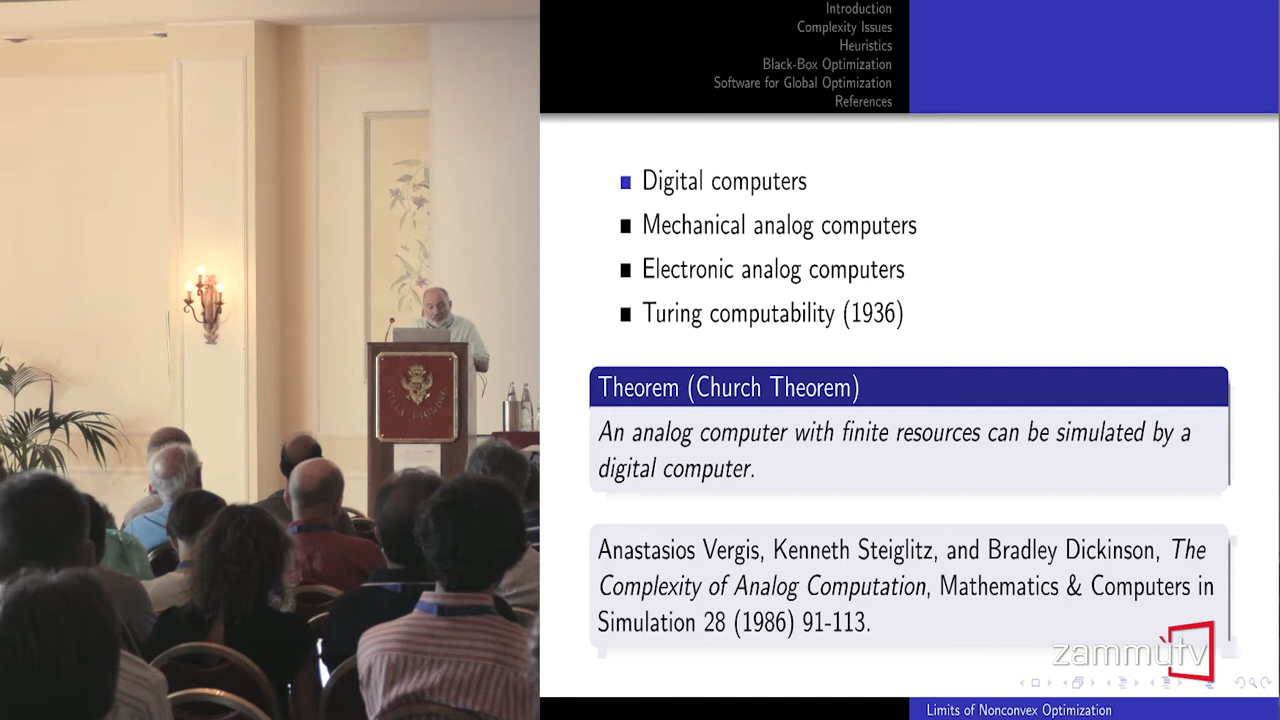 Introduction
Complexity Issues
Heuristics
Black-Box Optimization
Software for Global Optimization
References
Digital computers
Mechanical analog computers
Electronic analog computers
Turing computability (1936)
Theorem (Church Theorem)
An analog computer with finite resources can be simulated by a
digital computer.
Anastasios Vergis, Kenneth Steiglitz, and Bradley Dickinson, The
Complexity of Analog Computation, Mathematics & Computers in
Simulation 28 (1986) 91-113.
zammùtv
Limits of Nonconvex Optimization